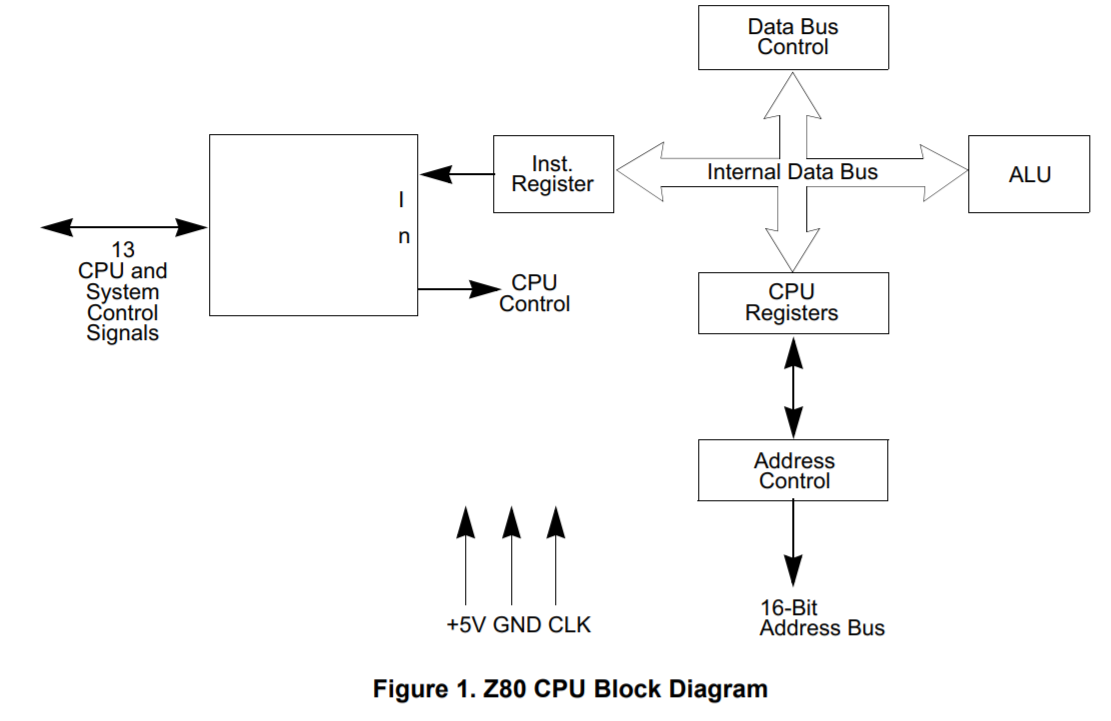 Data Bus
Control
Inst.
Register
Internal Data Bus
ALU
I
n
13
CPU and
System
Control
Signals
CPU
Control
CPU
Registers
Address
Control
+5V GND CLK
16-Bit
Address Bus
Figure 1. Z80 CPU Block Diagram